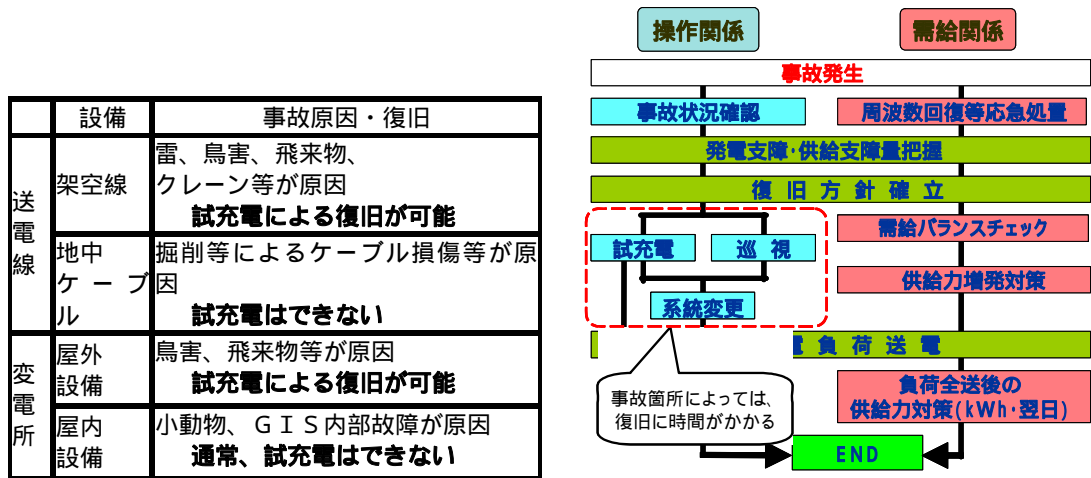 設備
事故原因・復旧
送電線
架空線
雷、鳥害、飛来物、
クレーン等が原因
試充電による復旧が可能
地中
ケーブ
ル
掘削等によるケーブル損傷等が原
因
試充電はできない
変電所
屋外
設備
鳥害、飛来物等が原因
試充電による復旧が可能
屋内
設備
小動物、ＧＩＳ内部故障が原因
通常、試充電はできない
操作関係
需給関係
事故発生
事故状況確認
周波数回復等応急処置
発電支障・供給支障量把握
復旧方針確立
需給バランスチェック
試充電
巡視
供給力増発対策
系統変更
負荷送電
事故箇所によっては、
復旧に時間がかかる
負荷全送後の
供給力対策(kWh・翌日)
END